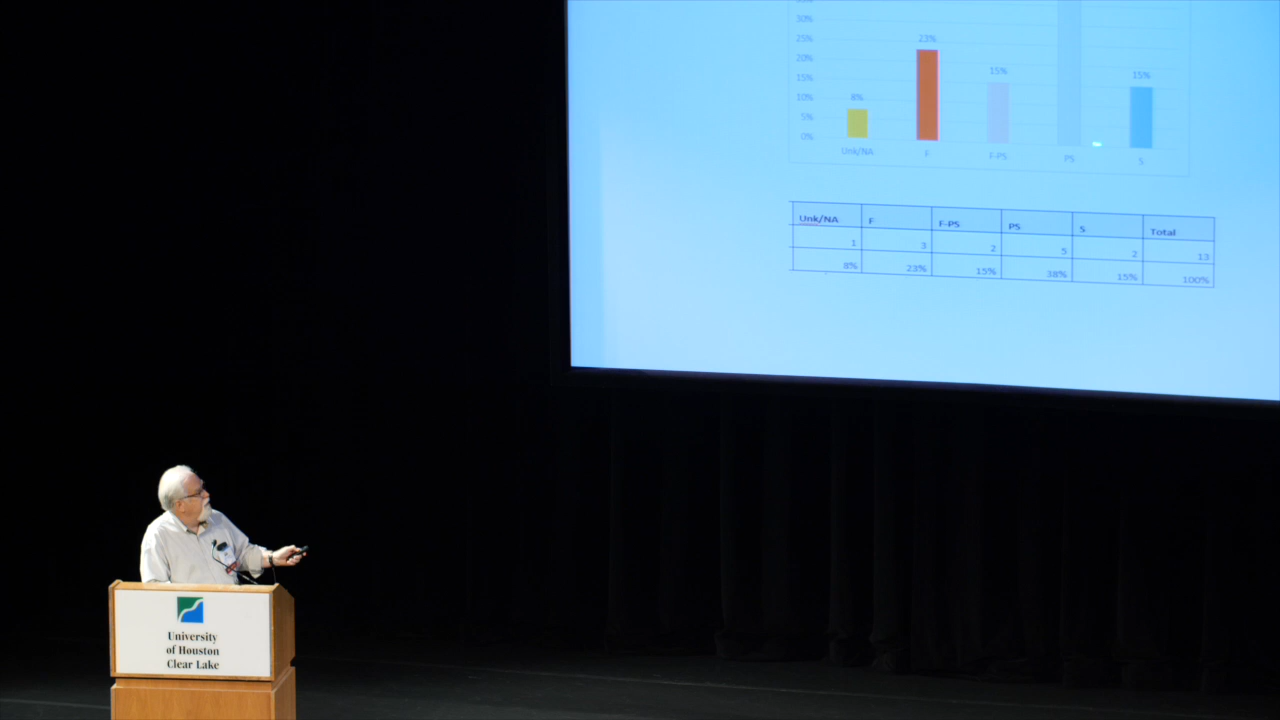 30%
25%
20%
15%
10%
5%
0%
8%
23%
15%
15%
Unk/NA F F-PS PS S
Unk/NA F F-PS PS S Total
1 3 2 5 2 13
8% 23% 15% 38% 15% 100%
University
of Houston
Clear Lake